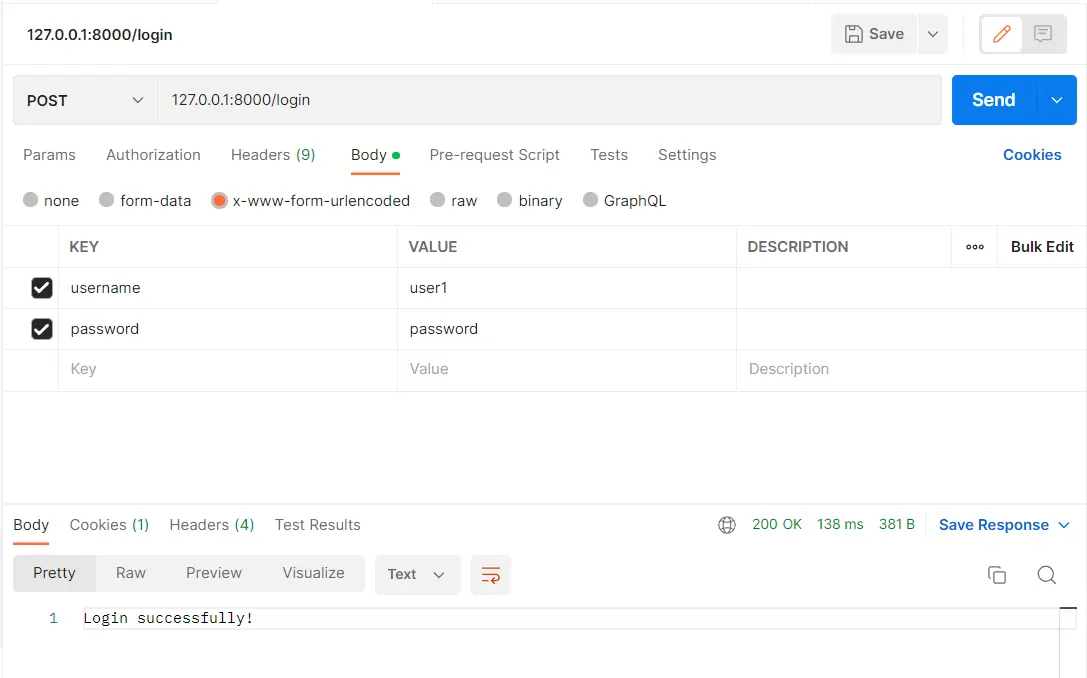 127.0.0.1:8000/login Save
POST 127.0.0.1:8000/login Send
Params Authorization Headers (9) Body Pre-request Script Tests Settings Cookies
none form-data x-www-form-urlencoded raw binary GraphQL
KEY VALUE DESCRIPTION Bulk Edit
username user1
password password
Key Value Description
Body Cookies (1) Headers (4) Test Results 200 OK 138 ms 381 B Save Response
Pretty Raw Preview Visualize Text
1 Login successfully!